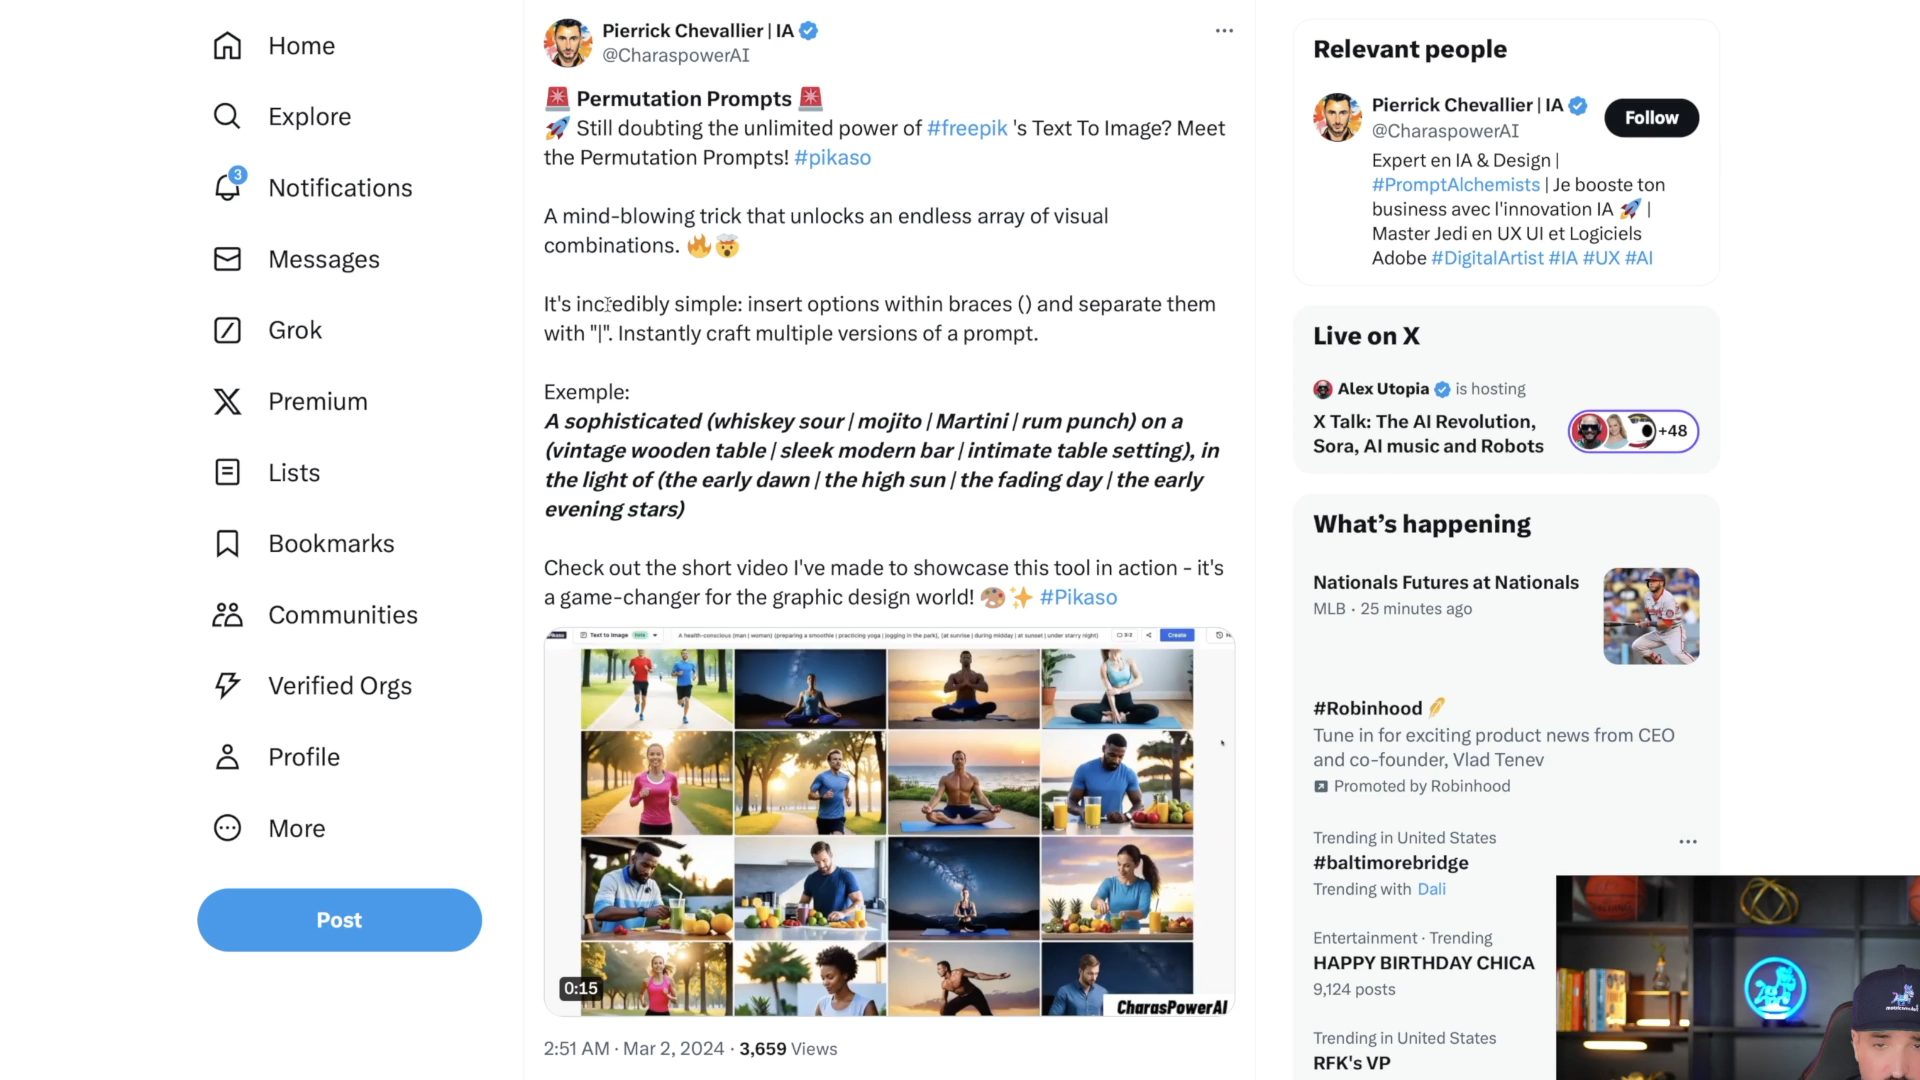 Home
Explore
3
Notifications
Messages
Grok
Premium
Lists
Bookmarks
Communities
Verified Orgs
Profile
More
Post
Pierrick Chevallier | IA
@CharaspowerAI
Permutation Prompts
Still doubting the unlimited power of #freepik 's Text To Image? Meet
the Permutation Prompts! #pikaso
A mind-blowing trick that unlocks an endless array of visual
combinations.
It's incredibly simple: insert options within braces () and separate them
with "|". Instantly craft multiple versions of a prompt.
Exemple:
A sophisticated (whiskey sour | mojito | Martini | rum punch) on a
(vintage wooden table | sleek modern bar | intimate table setting), in
the light of (the early dawn | the high sun | the fading day | the early
evening stars)
Check out the short video I've made to showcase this tool in action - it's
a game-changer for the graphic design world! #Pikaso
Text to image beta A health-conscious (man | woman) (preparing a smoothie | practicing yoga | jogging in the park), (at sunrise | during midday | at sunset | under starry night) 3:2 Create
0:15
CharasPowerAI
2:51 AM · Mar 2, 2024 · 3,659 Views
Relevant people
Pierrick Chevallier | IA
@CharaspowerAI
Follow
Expert en IA & Design |
#PromptAlchemists | Je booste ton
business avec l'innovation IA |
Master Jedi en UX UI et Logiciels
Adobe #DigitalArtist #IA #UX #AI
Live on X
Alex Utopia is hosting
X Talk: The AI Revolution,
Sora, AI music and Robots
+48
What's happening
Nationals Futures at Nationals
MLB · 25 minutes ago
#Robinhood
Tune in for exciting product news from CEO
and co-founder, Vlad Tenev
Promoted by Robinhood
Trending in United States
#baltimorebridge
Trending with Dali
Entertainment · Trending
HAPPY BIRTHDAY CHICA
9,124 posts
Trending in United States
RFK's VP